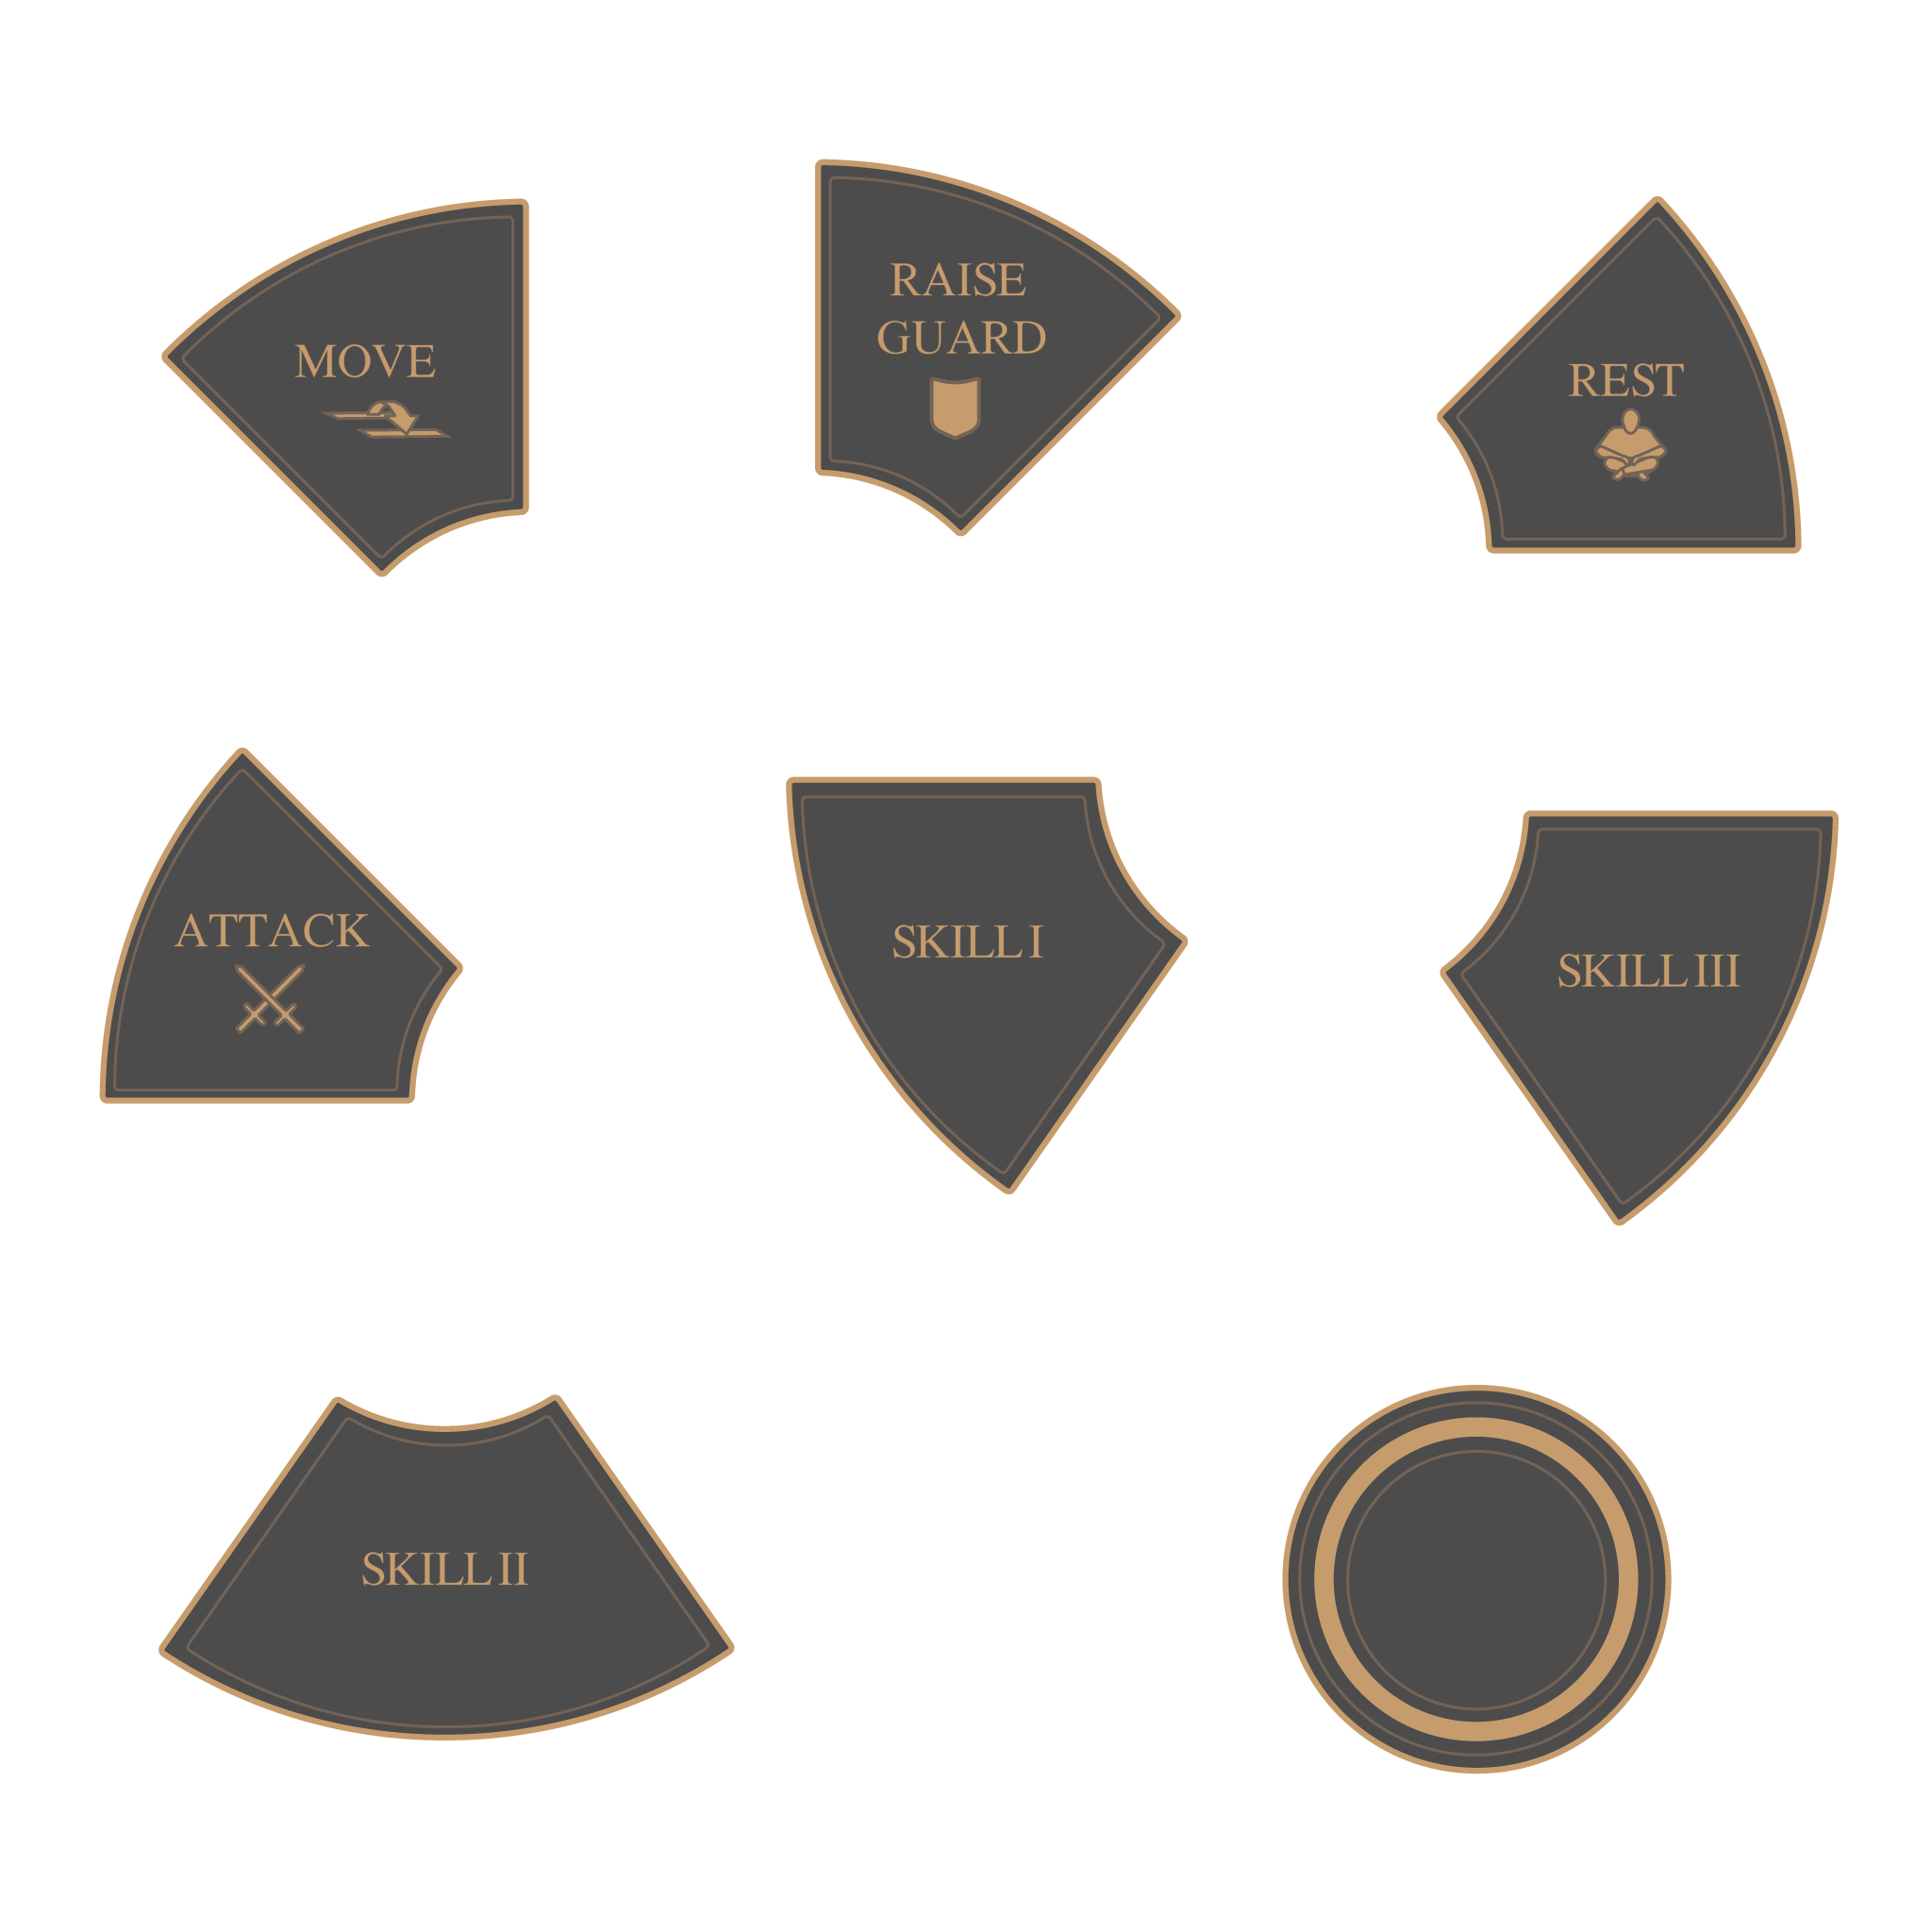 MOVE
RAISE
GUARD
REST
ATTACK
SKILL I
SKILL III
SKILL II